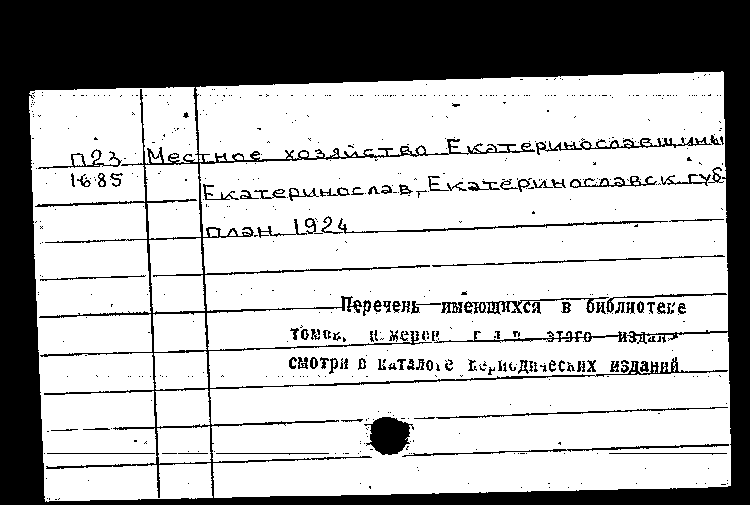 П23 Местное хозяйство Екатеринославщины
1685 Екатеринослав, Екатеринославск. губ-
план. 1924
Перечень имеющихся в библиотеке
томов, номеров этого издан
смотри в каталоге периодических изданий.